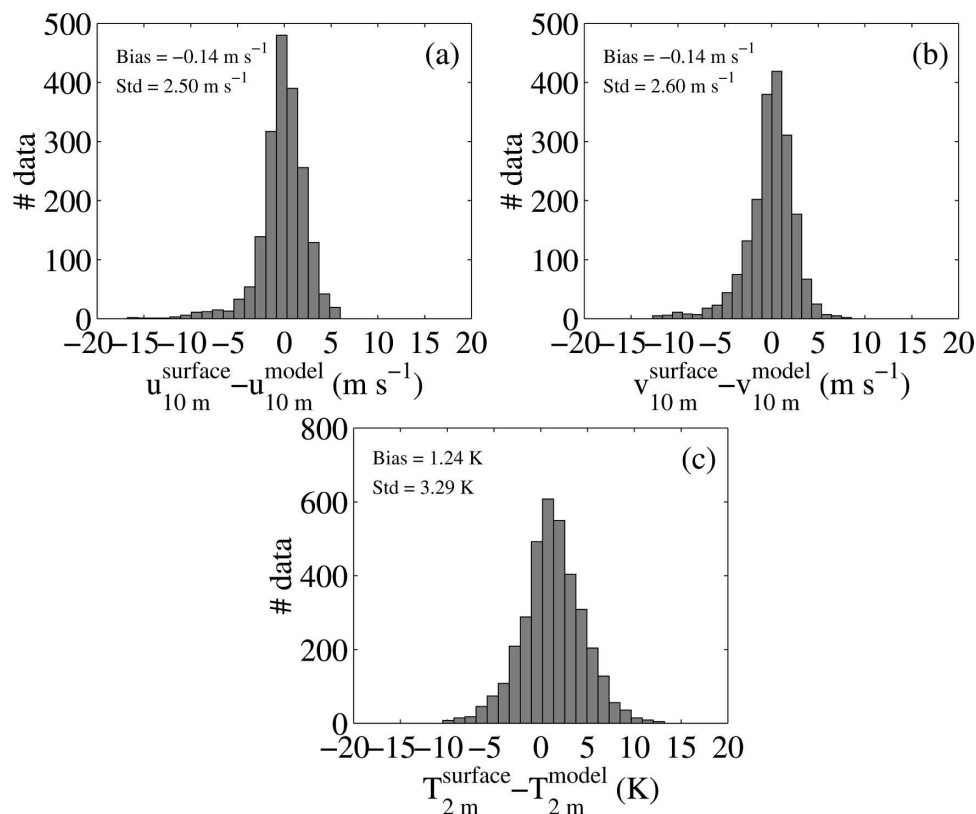 500
400
300
200
100
0
# data
Bias = −0.14 m s⁻¹
Std = 2.50 m s⁻¹
(a)
−20 −15 −10 −5 0 5 10 15 20
u₁₀ ₘ^surface − u₁₀ ₘ^model (m s⁻¹)
500
400
300
200
100
0
# data
Bias = −0.14 m s⁻¹
Std = 2.60 m s⁻¹
(b)
−20 −15 −10 −5 0 5 10 15 20
v₁₀ ₘ^surface − v₁₀ ₘ^model (m s⁻¹)
800
600
400
200
0
# data
Bias = 1.24 K
Std = 3.29 K
(c)
−20 −15 −10 −5 0 5 10 15 20
T₂ ₘ^surface − T₂ ₘ^model (K)